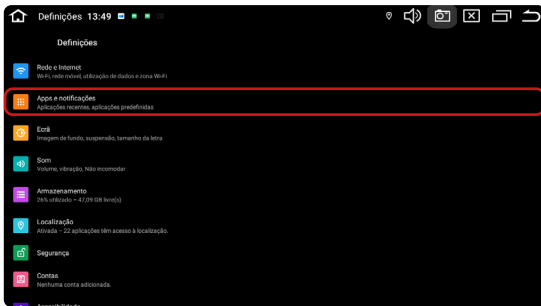 Definições 13:49
Definições
Rede e Internet
Wi-Fi, rede móvel, utilização de dados e zona Wi-Fi
Apps e notificações
Aplicações recentes, aplicações predefinidas
Ecrã
Imagem de fundo, suspensão, tamanho da letra
Som
Volume, vibração, Não incomodar
Armazenamento
26% utilizado – 47,09 GB livre(s)
Localização
Ativada – 22 aplicações têm acesso à localização.
Segurança
Contas
Nenhuma conta adicionada.